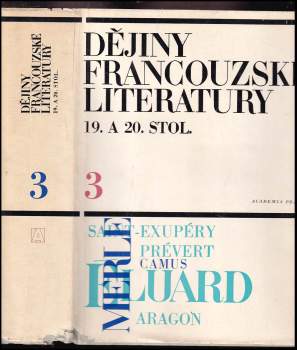 DĚJINY
FRANCOUZSKÉ
LITERATURY
19. A 20. STOL.
3
A
DĚJINY
FRANCOUZSKÉ
LITERATURY
19. A 20. STOL.
3
ACADEMIA
SAINT-EXUPÉRY
PRÉVERT
CAMUS
ÉLUARD
ARAGON
MERLE